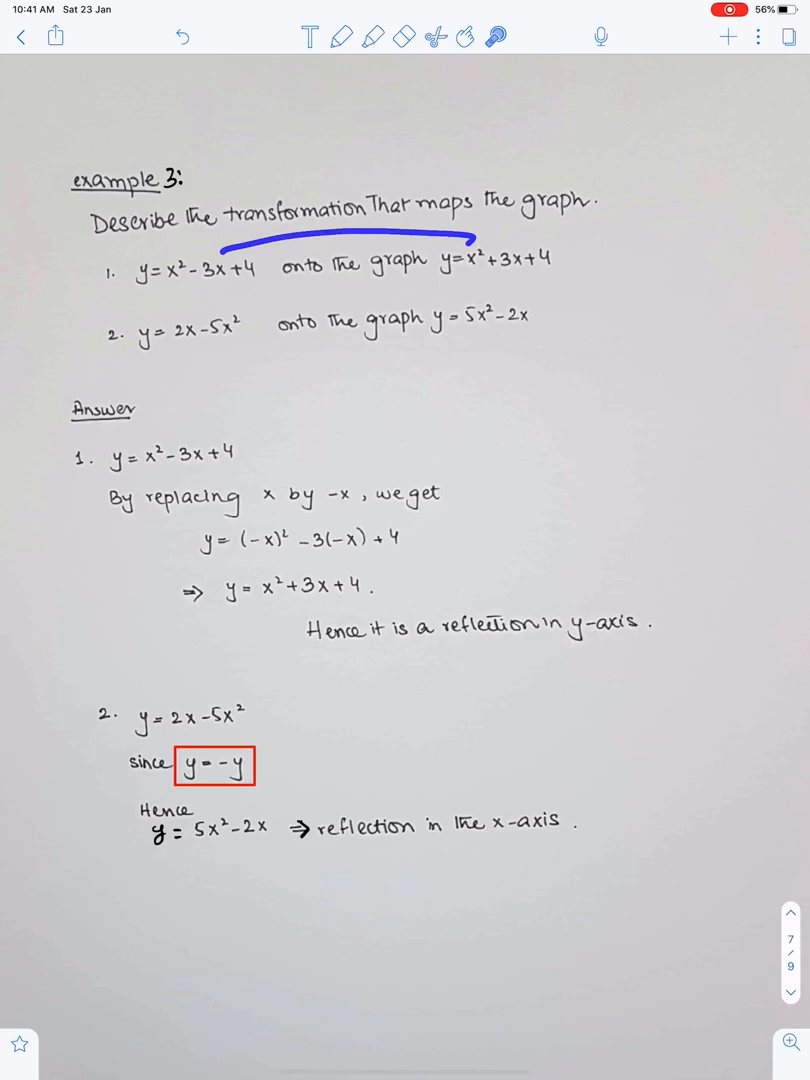 10:41 AM Sat 23 Jan
56%
example 3:
Describe the transformation That maps the graph.
1. y = x² - 3x + 4 onto the graph y = x² + 3x + 4
2. y = 2x - 5x² onto the graph y = 5x² - 2x
Answer
1. y = x² - 3x + 4
By replacing x by -x, we get
y = (-x)² - 3(-x) + 4
⇒ y = x² + 3x + 4.
Hence it is a reflection in y-axis.
2. y = 2x - 5x²
since y = -y
Hence
y = 5x² - 2x ⇒ reflection in the x-axis.
7
/
9